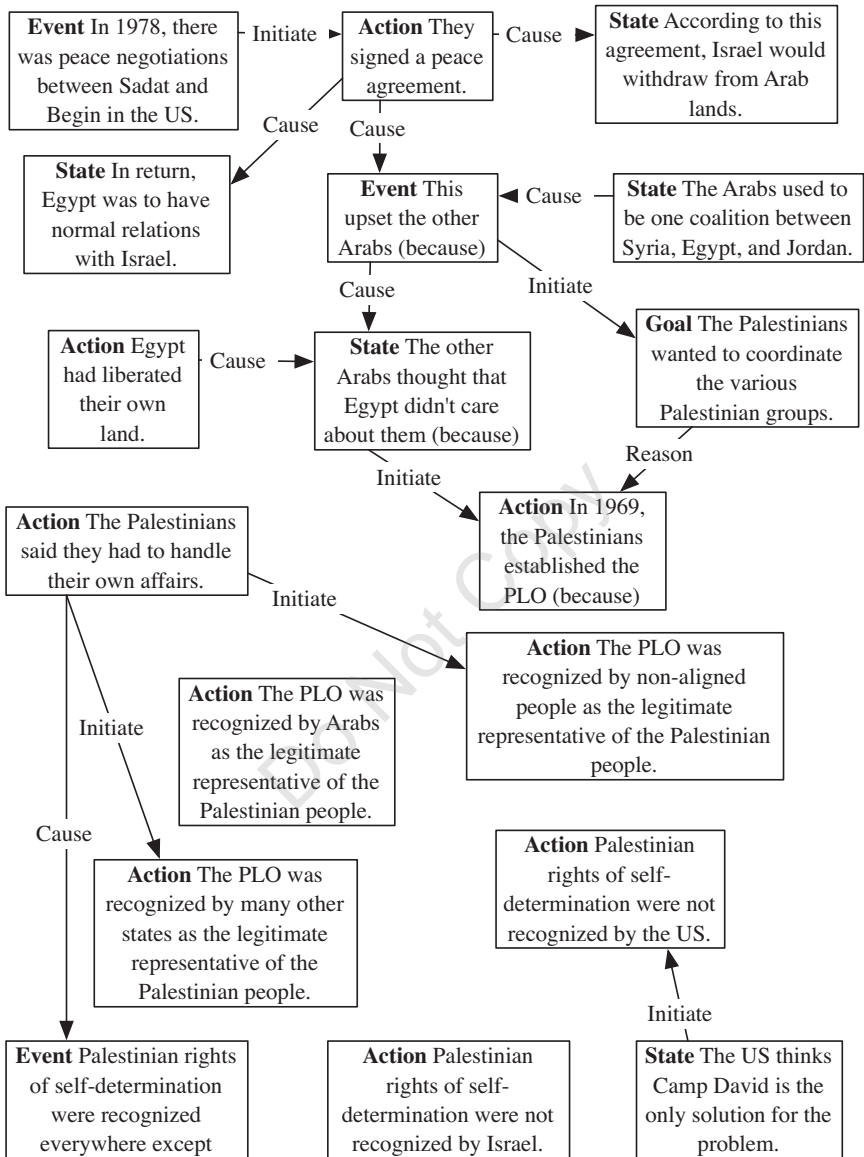 Event In 1978, there
was peace negotiations
between Sadat and
Begin in the US.
Initiate
Action They
signed a peace
agreement.
Cause
State According to this
agreement, Israel would
withdraw from Arab
lands.
Cause
Cause
State In return,
Egypt was to have
normal relations
with Israel.
Event This
upset the other
Arabs (because)
Cause
State The Arabs used to
be one coalition between
Syria, Egypt, and Jordan.
Cause
Initiate
Action Egypt
had liberated
their own
land.
Cause
State The other
Arabs thought that
Egypt didn't care
about them (because)
Goal The Palestinians
wanted to coordinate
the various
Palestinian groups.
Initiate
Reason
Action The Palestinians
said they had to handle
their own affairs.
Action In 1969,
the Palestinians
established the
PLO (because)
Initiate
Do Not Copy
Action The PLO was
recognized by Arabs
as the legitimate
representative of the
Palestinian people.
Action The PLO was
recognized by non-aligned
people as the legitimate
representative of the Palestinian
people.
Initiate
Cause
Action The PLO was
recognized by many other
states as the legitimate
representative of the
Palestinian people.
Action Palestinian
rights of self-
determination were not
recognized by the US.
Initiate
Event Palestinian rights
of self-determination
were recognized
everywhere except
Action Palestinian
rights of self-
determination were not
recognized by Israel.
State The US thinks
Camp David is the
only solution for the
problem.